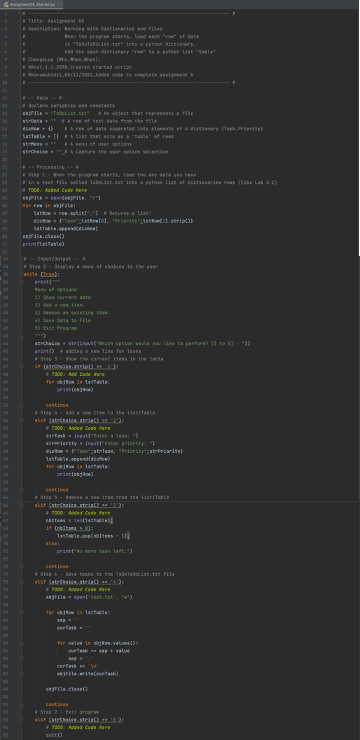 Assignment05_Starter.py
# ---------------------------------------------------------------- #
# Title: Assignment 05
# Description: Working with Dictionaries and Files
#              When the program starts, load each "row" of data
#              in "ToDoToDoList.txt" into a python Dictionary.
#              Add the each dictionary "row" to a python list "table"
# ChangeLog (Who,When,What):
# RRoot,1.1.2030,Created started script
# 05/11/2021,Added code to complete assignment 5
# ---------------------------------------------------------------- #
# -- Data -- #
# declare variables and constants
objFile = "ToDoList.txt"   # An object that represents a file
strData = ""  # A row of text data from the file
dicRow = {}    # A row of data separated into elements of a dictionary {Task,Priority}
lstTable = []  # A list that acts as a 'table' of rows
strMenu = ""   # A menu of user options
strChoice = "" # A Capture the user option selection
# -- Processing -- #
# Step 1 - When the program starts, load the any data you have
# in a text file called ToDoList.txt into a python list of dictionaries rows (like Lab 5-2)
# TODO: Added Code Here
objFile = open(objFile, "r")
for row in objFile:
lstRow = row.split(",")  # Returns a list!
dicRow = {"Task":lstRow[0], "Priority":lstRow[1].strip()}
lstTable.append(dicRow)
objFile.close()
print(lstTable)
# -- Input/Output -- #
# Step 2 - Display a menu of choices to the user
while (True):
print("""
Menu of Options
1) Show current data
2) Add a new item.
3) Remove an existing item.
4) Save Data to File
5) Exit Program
""")
strChoice = str(input("Which option would you like to perform? [1 to 5] - "))
print()  # adding a new line for looks
# Step 3 - Show the current items in the table
if (strChoice.strip() == '1'):
# TODO: Add Code Here
for objRow in lstTable:
print(objRow)
continue
# Step 4 - Add a new item to the list/Table
elif (strChoice.strip() == '2'):
# TODO: Added Code Here
strTask = input("Enter a task: ")
strPriority = input("Enter priority: ")
dicRow = {"Task":strTask, "Priority":strPriority}
lstTable.append(dicRow)
for objRow in lstTable:
print(objRow)
continue
# Step 5 - Remove a new item from the list/Table
elif (strChoice.strip() == '3'):
# TODO: Added Code Here
nbItems = len(lstTable);
if (nbItems > 0):
lstTable.pop(nbItems - 1);
else:
print("No more task left.")
continue
# Step 6 - Save tasks to the ToDoToDoList.txt file
elif (strChoice.strip() == '4'):
# TODO: Added Code Here
objFile = open('test.txt', "w")
for objRow in lstTable:
sep = ''
curTask = ''
for value in objRow.values():
curTask += sep + value
sep = ','
curTask += '\n'
objFile.write(curTask)
objFile.close()
continue
# Step 7 - Exit program
elif (strChoice.strip() == '5'):
# TODO: Added Code Here
quit()